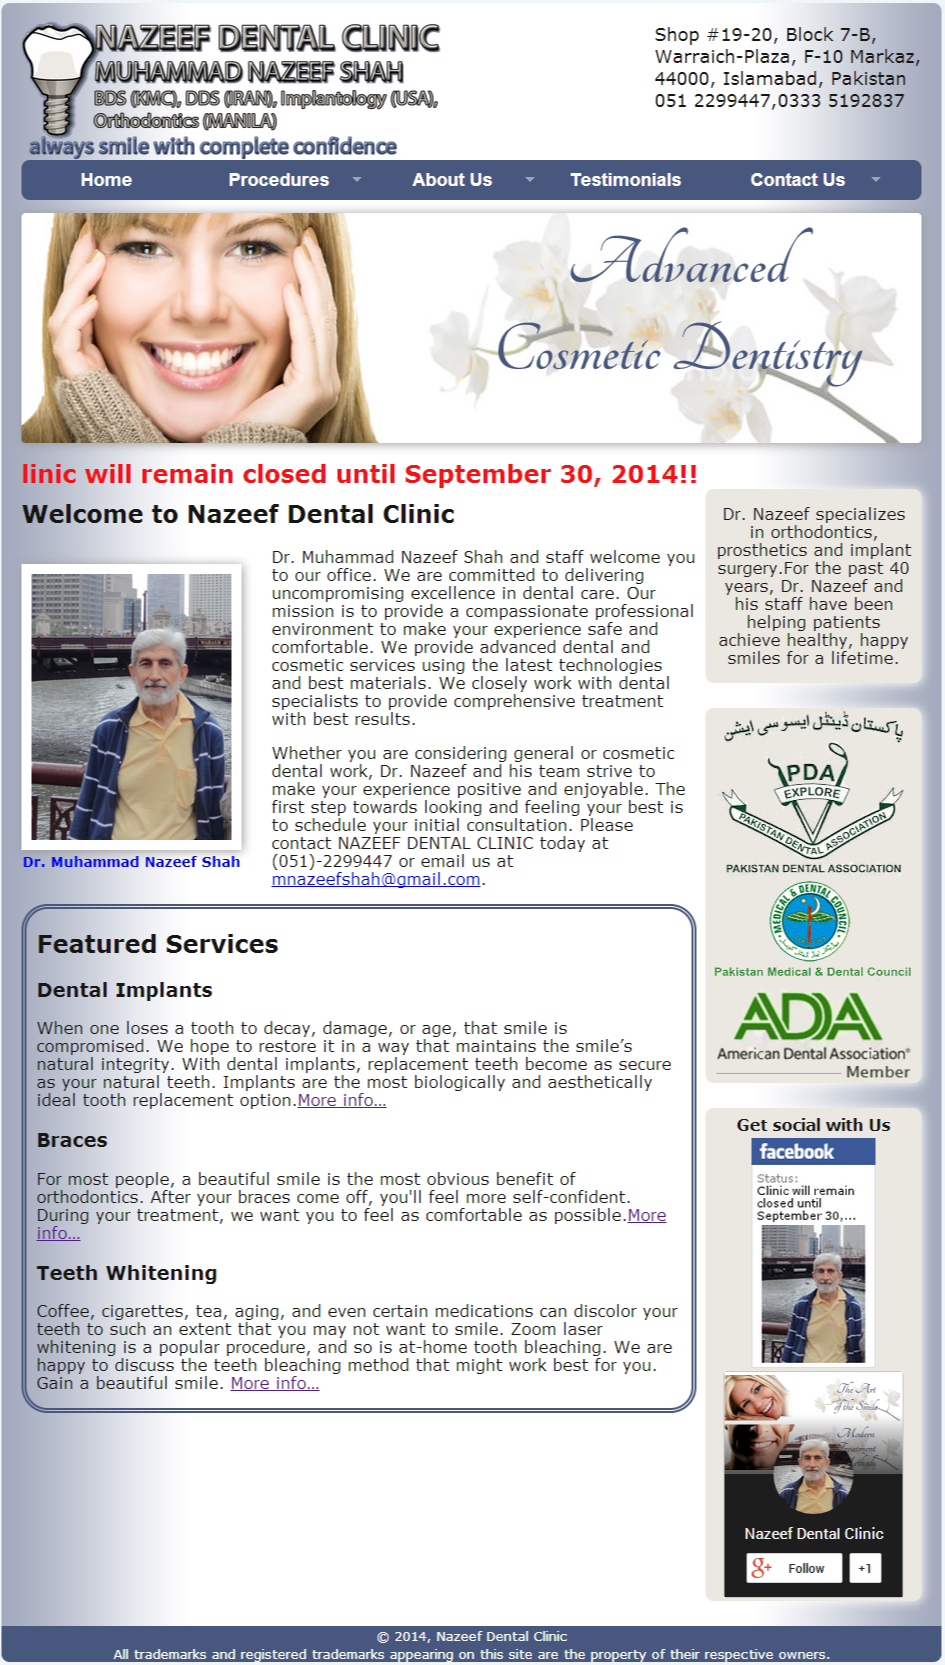 NAZEEF DENTAL CLINIC
MUHAMMAD NAZEEF SHAH
BDS (KMC), DDS (IRAN), Implantology (USA),
Orthodontics (MANILA)
always smile with complete confidence
Shop #19-20, Block 7-B,
Warraich-Plaza, F-10 Markaz,
44000, Islamabad, Pakistan
051 2299447,0333 5192837
Home Procedures About Us Testimonials Contact Us
Advanced
Cosmetic Dentistry
linic will remain closed until September 30, 2014!!
Welcome to Nazeef Dental Clinic
Dr. Muhammad Nazeef Shah
Dr. Muhammad Nazeef Shah and staff welcome you
to our office. We are committed to delivering
uncompromising excellence in dental care. Our
mission is to provide a compassionate professional
environment to make your experience safe and
comfortable. We provide advanced dental and
cosmetic services using the latest technologies
and best materials. We closely work with dental
specialists to provide comprehensive treatment
with best results.
Whether you are considering general or cosmetic
dental work, Dr. Nazeef and his team strive to
make your experience positive and enjoyable. The
first step towards looking and feeling your best is
to schedule your initial consultation. Please
contact NAZEEF DENTAL CLINIC today at
(051)-2299447 or email us at
mnazeefshah@gmail.com.
Featured Services
Dental Implants
When one loses a tooth to decay, damage, or age, that smile is
compromised. We hope to restore it in a way that maintains the smile’s
natural integrity. With dental implants, replacement teeth become as secure
as your natural teeth. Implants are the most biologically and aesthetically
ideal tooth replacement option.More info...
Braces
For most people, a beautiful smile is the most obvious benefit of
orthodontics. After your braces come off, you'll feel more self-confident.
During your treatment, we want you to feel as comfortable as possible.More
info...
Teeth Whitening
Coffee, cigarettes, tea, aging, and even certain medications can discolor your
teeth to such an extent that you may not want to smile. Zoom laser
whitening is a popular procedure, and so is at-home tooth bleaching. We are
happy to discuss the teeth bleaching method that might work best for you.
Gain a beautiful smile. More info...
Dr. Nazeef specializes
in orthodontics,
prosthetics and implant
surgery.For the past 40
years, Dr. Nazeef and
his staff have been
helping patients
achieve healthy, happy
smiles for a lifetime.
پاکستان ڈینٹل ایسوسی ایشن
PDA
EXPLORE
PAKISTAN DENTAL ASSOCIATION
PAKISTAN DENTAL ASSOCIATION
MEDICAL & DENTAL COUNCIL
Pakistan Medical & Dental Council
ADA
American Dental Association®
Member
Get social with Us
facebook
Status:
Clinic will remain
closed until
September 30,...
The Art
of the Smile
Modern
Treatment
Nazeef Dental Clinic
g+ Follow +1
© 2014, Nazeef Dental Clinic
All trademarks and registered trademarks appearing on this site are the property of their respective owners.